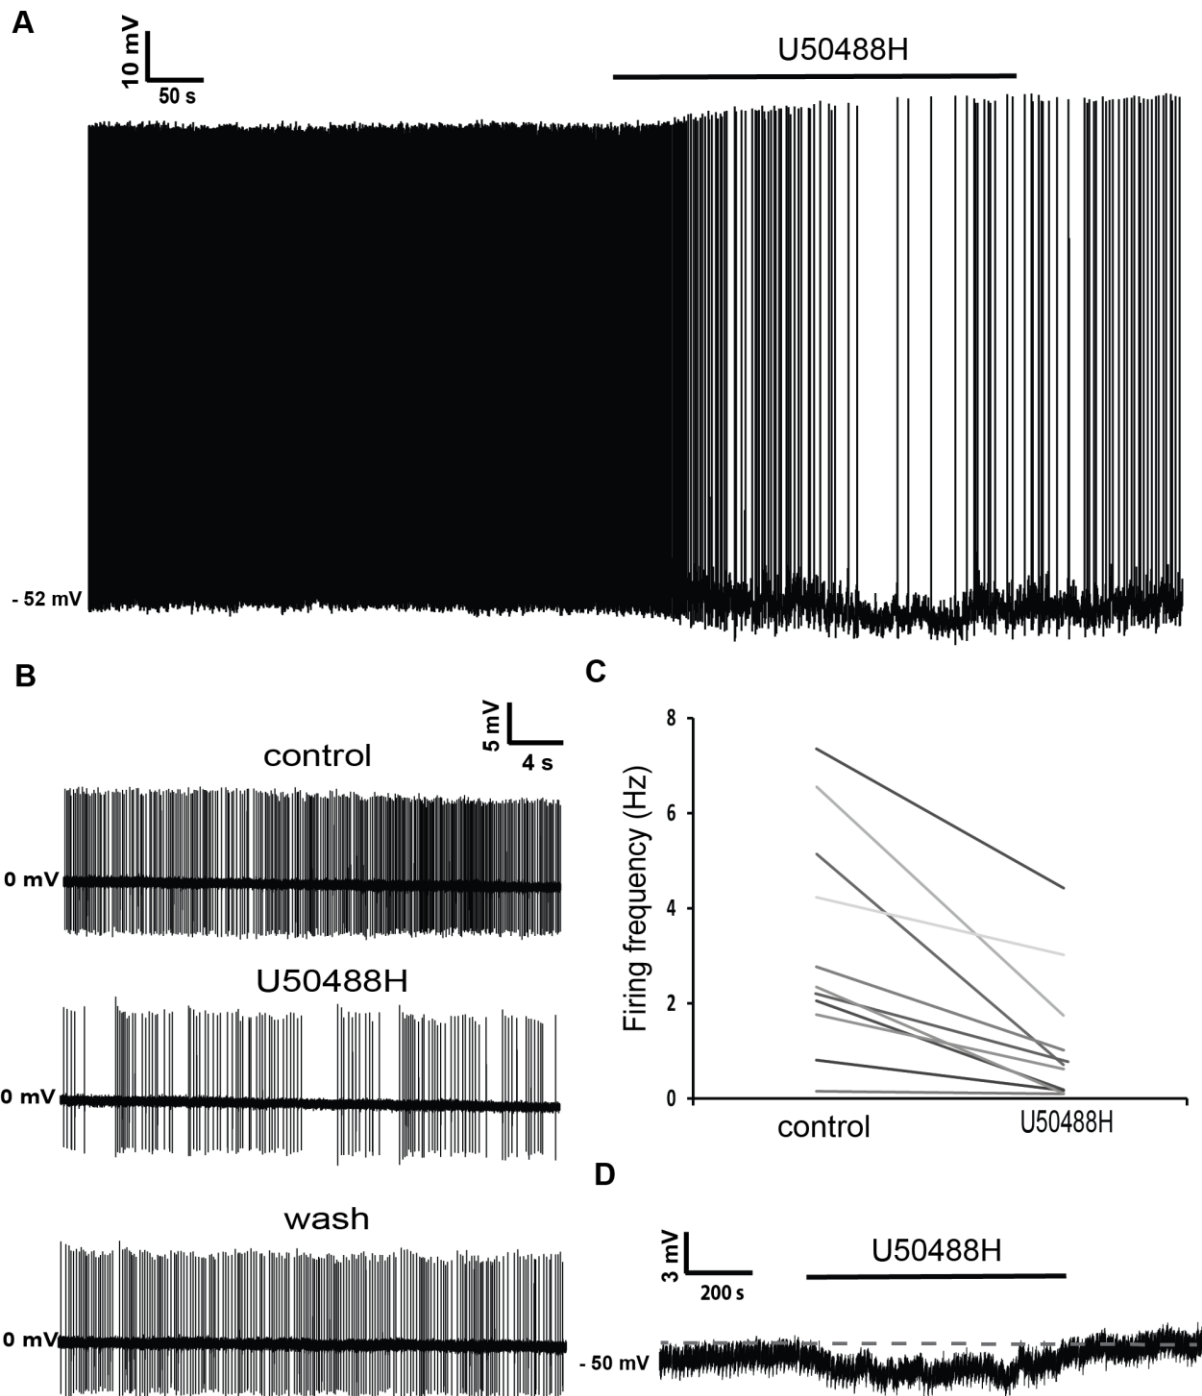 A
10 mV
50 s
U50488H
- 52 mV
B
5 mV
4 s
control
0 mV
U50488H
0 mV
wash
0 mV
C
Firing frequency (Hz)
8
6
4
2
0
control
U50488H
D
3 mV
200 s
U50488H
- 50 mV